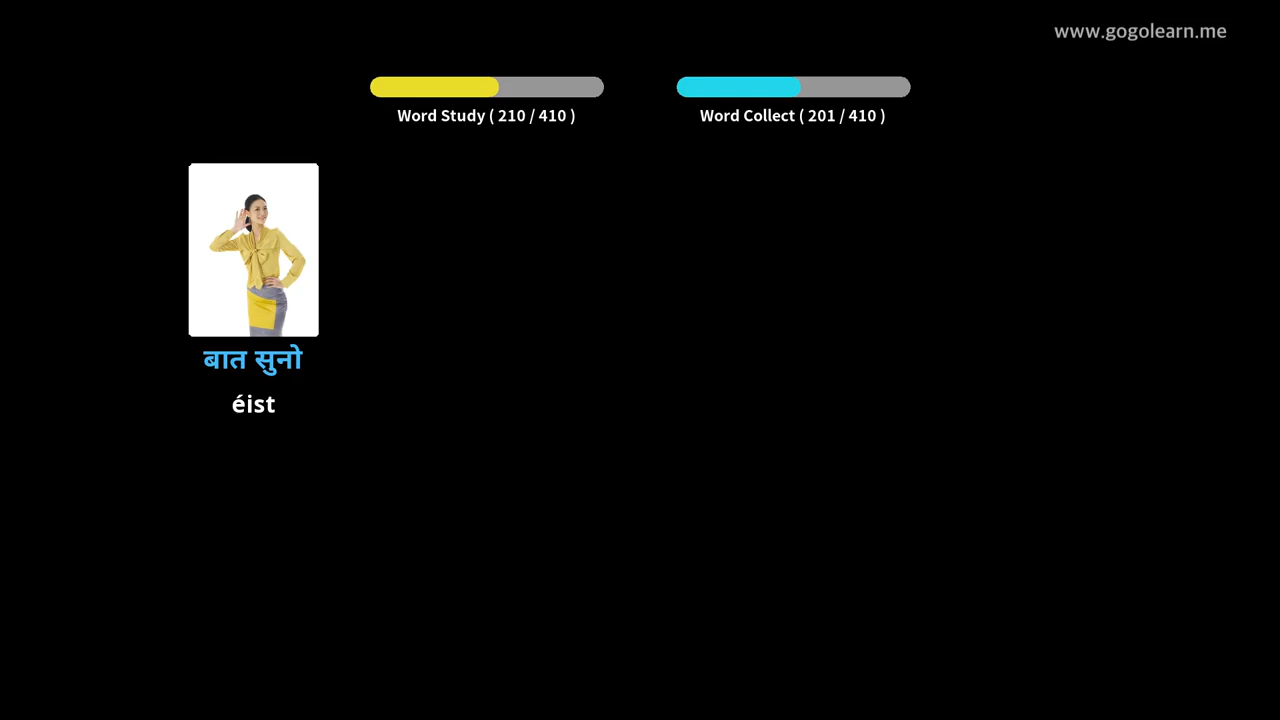 www.gogolearn.me
Word Study ( 210 / 410 )
Word Collect ( 201 / 410 )
बात सुनो
éist